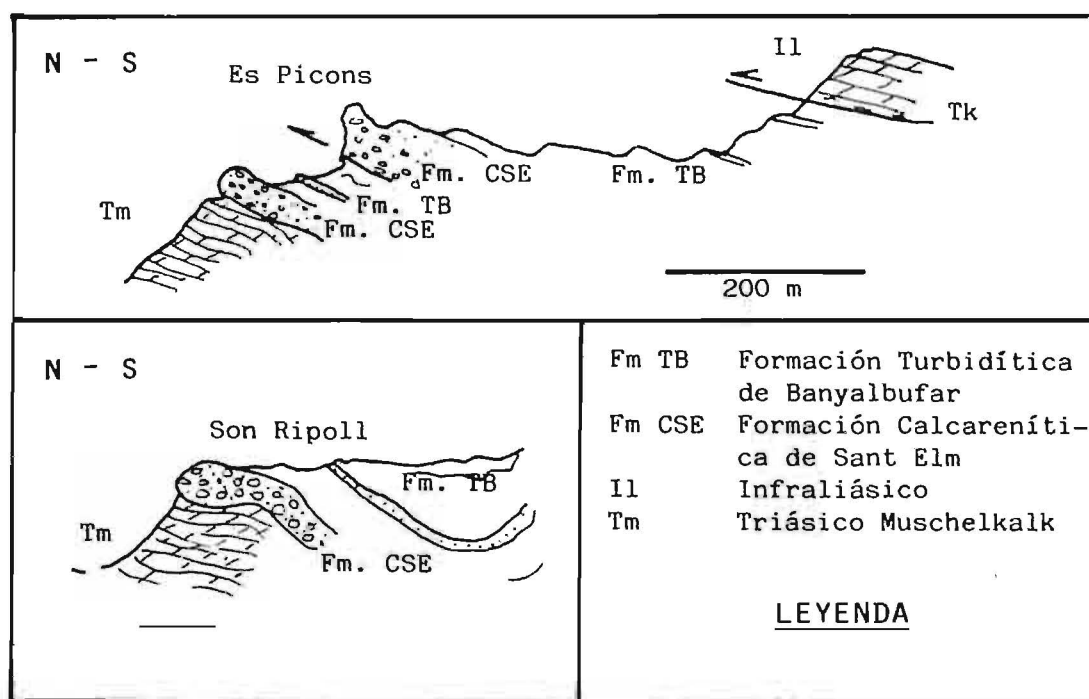 N - S
Es Picons
Il
Tk
Fm. CSE
Fm. TB
Fm. TB
Tm
Fm. CSE
200 m
N - S
Son Ripoll
Fm. TB
Tm
Fm. CSE
Fm TB Formación Turbidítica
de Banyalbufar
Fm CSE Formación Calcareníti-
ca de Sant Elm
Il Infraliásico
Tm Triásico Muschelkalk
LEYENDA